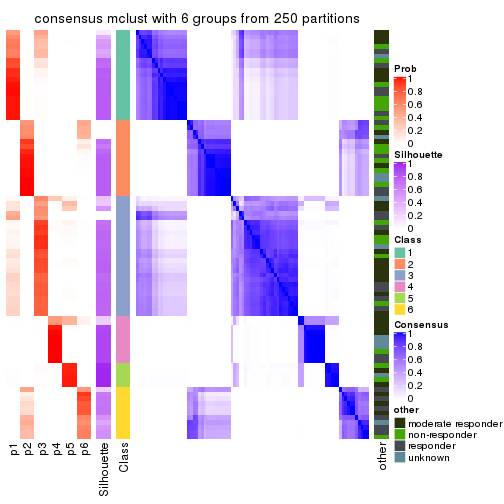 consensus mclust with 6 groups from 250 partitions
Prob
1
0.8
0.6
0.4
0.2
0
Silhouette
1
0.8
0.6
0.4
0.2
0
Class
1
2
3
4
5
6
Consensus
1
0.8
0.6
0.4
0.2
0
other
moderate responder
non-responder
responder
unknown
p1
p2
p3
p4
p5
p6
Silhouette
Class
other